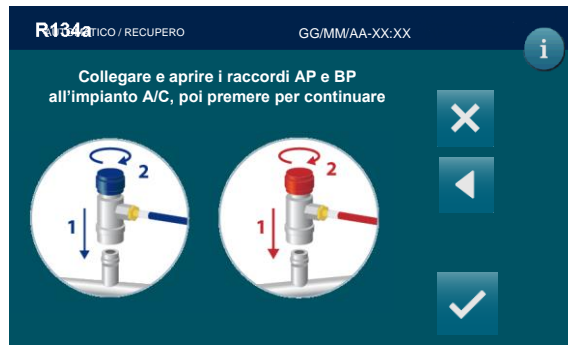 R134a
AUTOMATICO / RECUPERO GG/MM/AA-XX:XX
i
Collegare e aprire i raccordi AP e BP
all'impianto A/C, poi premere per continuare
2
1
2
1